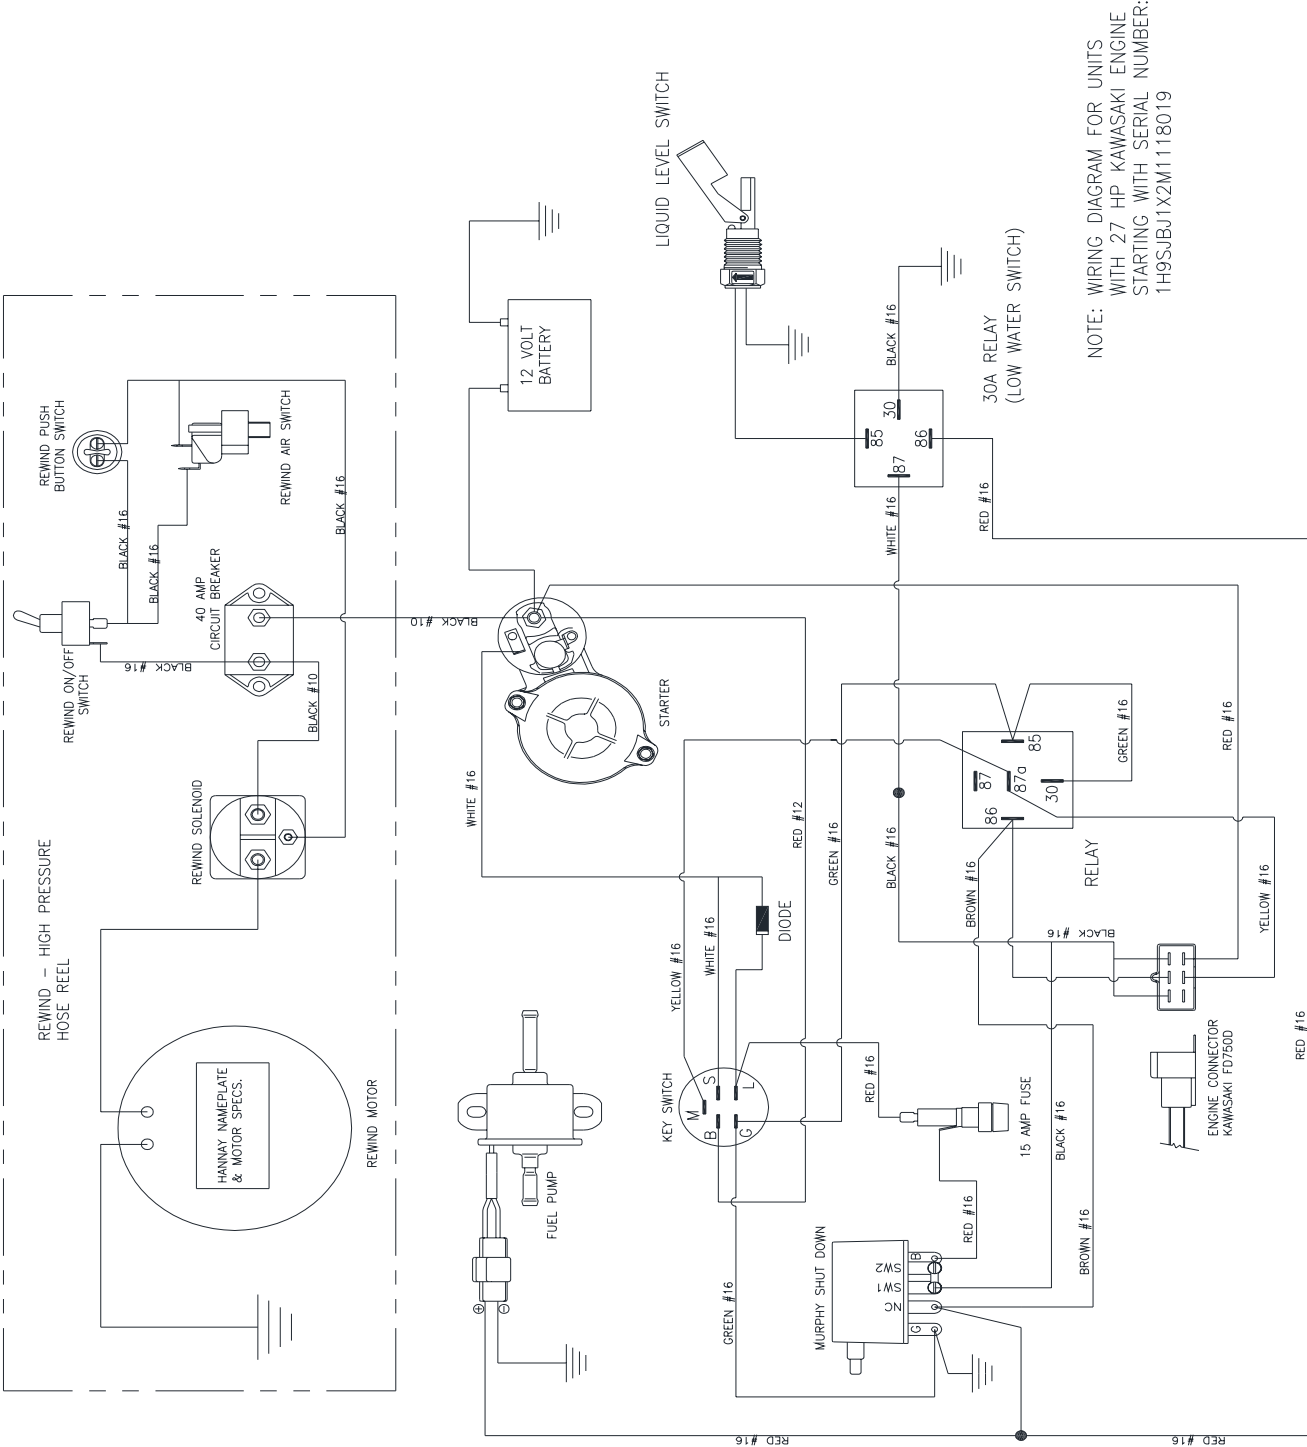 REWIND - HIGH PRESSURE
HOSE REEL
REWIND PUSH
BUTTON SWITCH
REWIND AIR SWITCH
BLACK #16
BLACK #16
BLACK #16
REWIND ON/OFF
SWITCH
BLACK #16
40 AMP
CIRCUIT BREAKER
BLACK #10
BLACK #10
REWIND SOLENOID
HANNAY NAMEPLATE
& MOTOR SPECS.
REWIND MOTOR
12 VOLT
BATTERY
STARTER
WHITE #16
LIQUID LEVEL SWITCH
BLACK #16
30
85
86
87
30A RELAY
(LOW WATER SWITCH)
WHITE #16
RED #16
NOTE: WIRING DIAGRAM FOR UNITS
WITH 27 HP KAWASAKI ENGINE
STARTING WITH SERIAL NUMBER:
1H9SJBJ1X2M1118019
RED #12
GREEN #16
BLACK #16
85
87
87a
30
86
GREEN #16
RED #16
RELAY
BROWN #16
BLACK #16
YELLOW #16
DIODE
YELLOW #16
WHITE #16
KEY SWITCH
M
S
B
L
G
FUEL PUMP
RED #16
15 AMP FUSE
BLACK #16
ENGINE CONNECTOR
KAWASAKI FD750D
RED #16
MURPHY SHUT DOWN
B
SW2
SW1
NC
G
RED #16
BROWN #16
GREEN #16
RED #16
RED #16